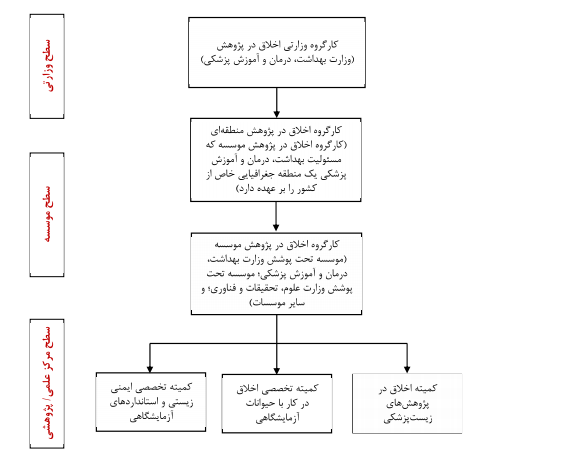 سطح وزارتی
کارگروه وزارتی اخلاق در پژوهش
(وزارت بهداشت، درمان و آموزش پزشکی)
سطح موسسه
کارگروه اخلاق در پژوهش منطقه‌ای
(کارگروه اخلاق در پژوهش موسسه که
مسئولیت بهداشت، درمان و آموزش
پزشکی یک منطقه جغرافیایی خاص از
کشور را بر عهده دارد)
کارگروه اخلاق در پژوهش موسسه
(موسسه تحت پوشش وزارت بهداشت،
درمان و آموزش پزشکی؛ موسسه تحت
پوشش وزارت علوم، تحقیقات و فناوری؛ و
سایر موسسات)
سطح مرکز علمی/ پژوهشی
کمیته اخلاق در
پژوهش‌های
زیست‌پزشکی
کمیته تخصصی اخلاق
در کار با حیوانات
آزمایشگاهی
کمیته تخصصی ایمنی
زیستی و استانداردهای
آزمایشگاهی